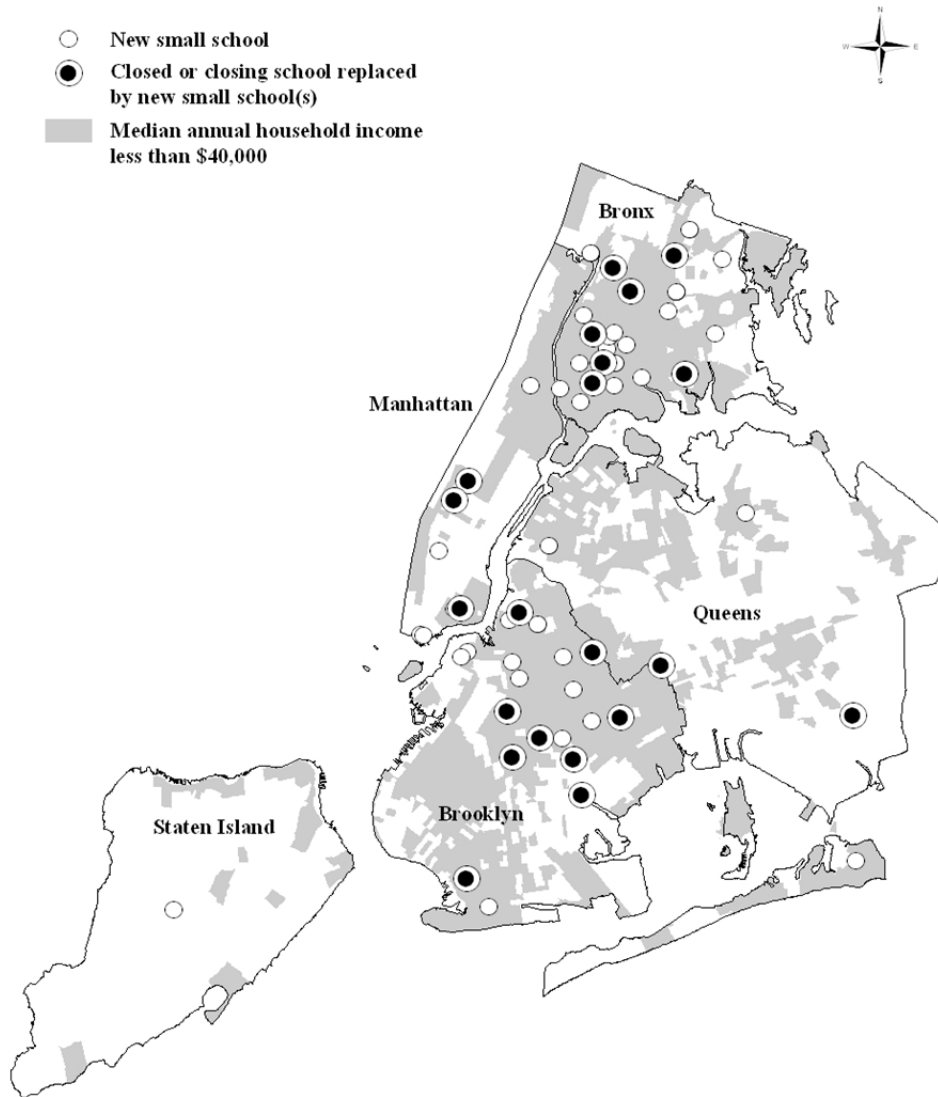 New small school
Closed or closing school replaced
by new small school(s)
Median annual household income
less than $40,000
N
W
E
S
Bronx
Manhattan
Queens
Brooklyn
Staten Island